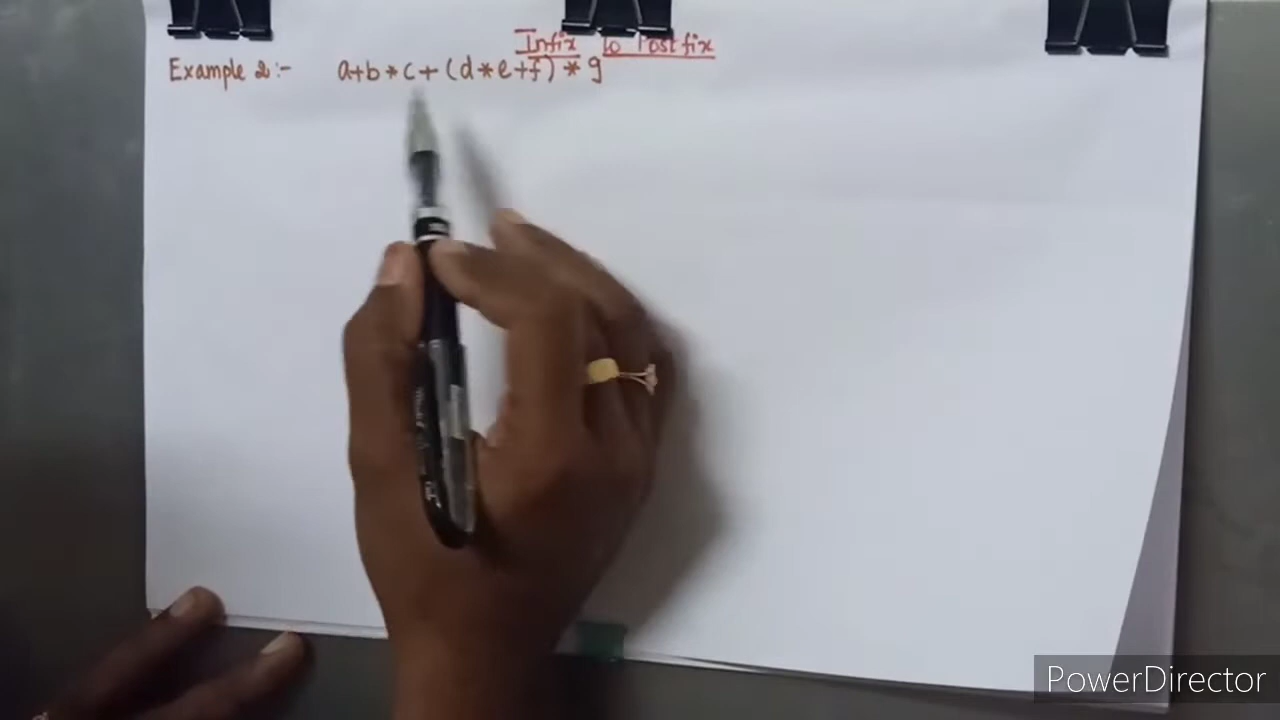 Infix To Postfix
Example 2:- a+b*c+(d*e+f)*g
PowerDirector